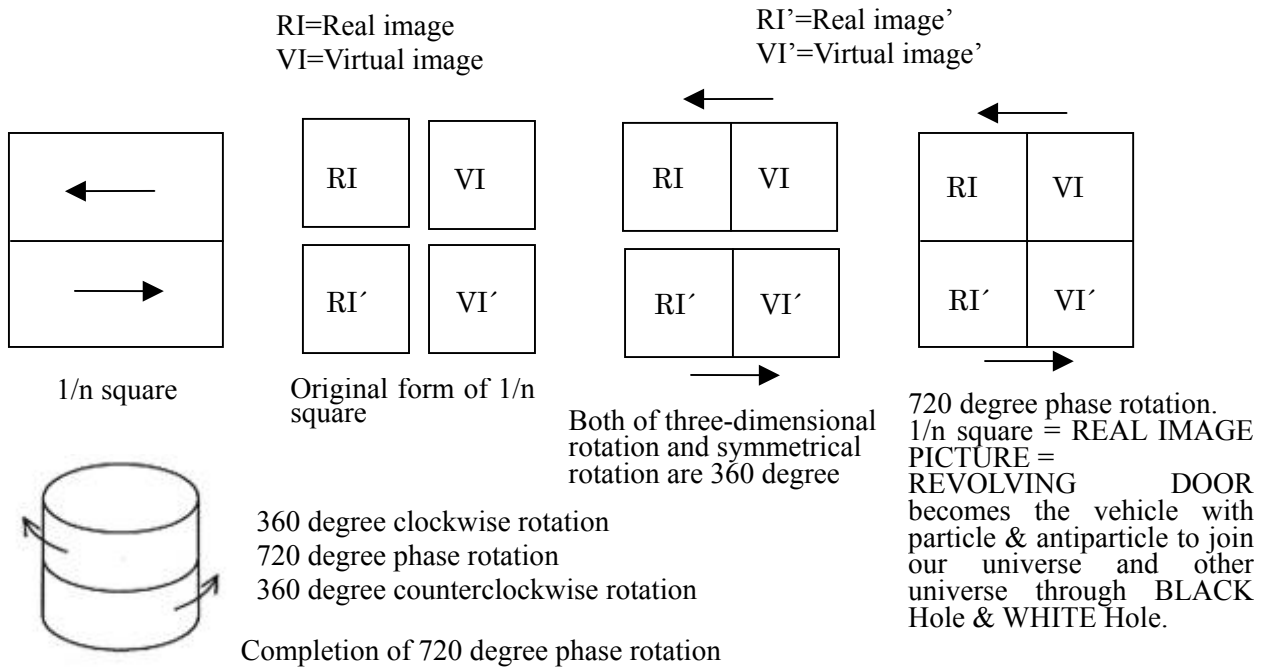 RI=Real image
VI=Virtual image
RI’=Real image’
VI’=Virtual image’
RI VI
RI´ VI´
RI VI
RI´ VI´
RI VI
RI´ VI´
1/n square
Original form of 1/n
square
Both of three-dimensional
rotation and symmetrical
rotation are 360 degree
720 degree phase rotation.
1/n square = REAL IMAGE
PICTURE =
REVOLVING DOOR
becomes the vehicle with
particle & antiparticle to join
our universe and other
universe through BLACK
Hole & WHITE Hole.
360 degree clockwise rotation
720 degree phase rotation
360 degree counterclockwise rotation
Completion of 720 degree phase rotation